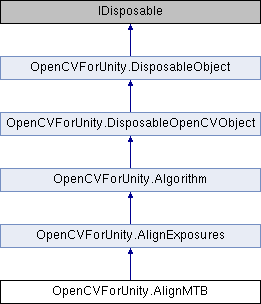 IDisposable
OpenCVForUnity.DisposableObject
OpenCVForUnity.DisposableOpenCVObject
OpenCVForUnity.Algorithm
OpenCVForUnity.AlignExposures
OpenCVForUnity.AlignMTB